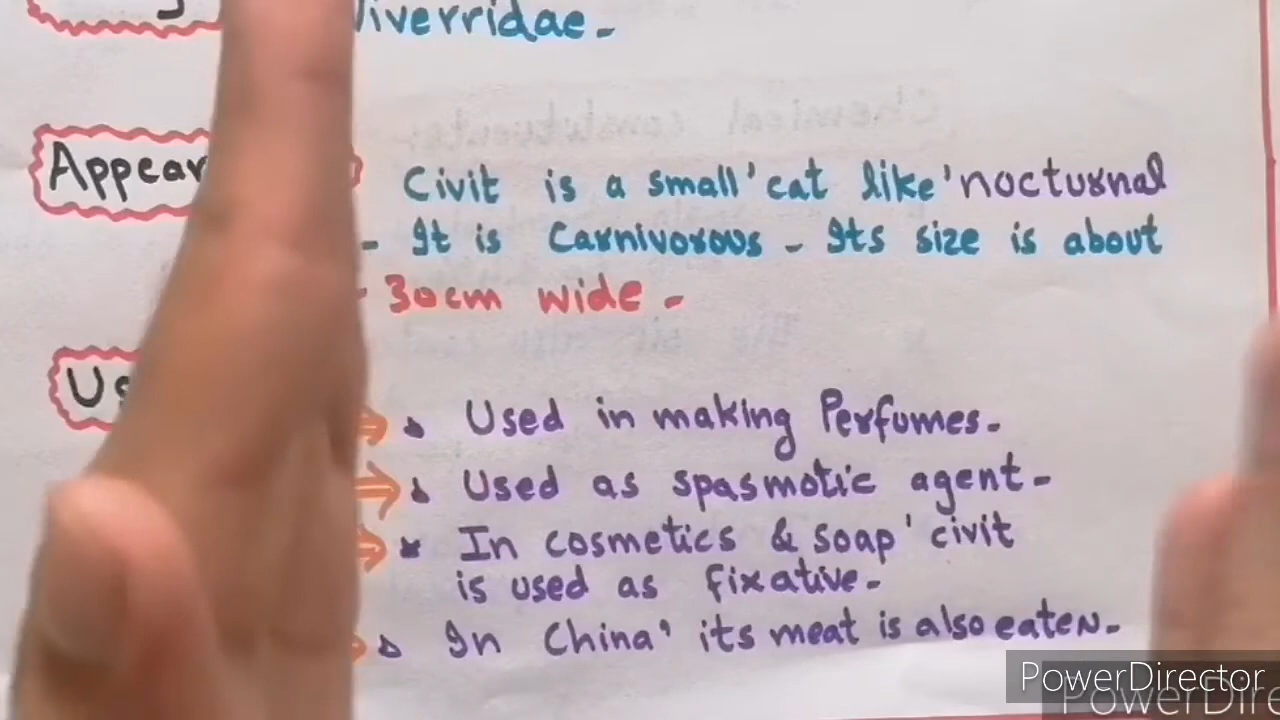 Viverridae.
Appear
Civit is a small 'cat like' nocturnal
- It is Carnivorous - Its size is about
30cm wide -
Us
Used in making Perfumes.
Used as spasmotic agent-
In cosmetics & soap' civit
is used as fixative.
In China' its meat is also eaten.
PowerDirector
PowerDire